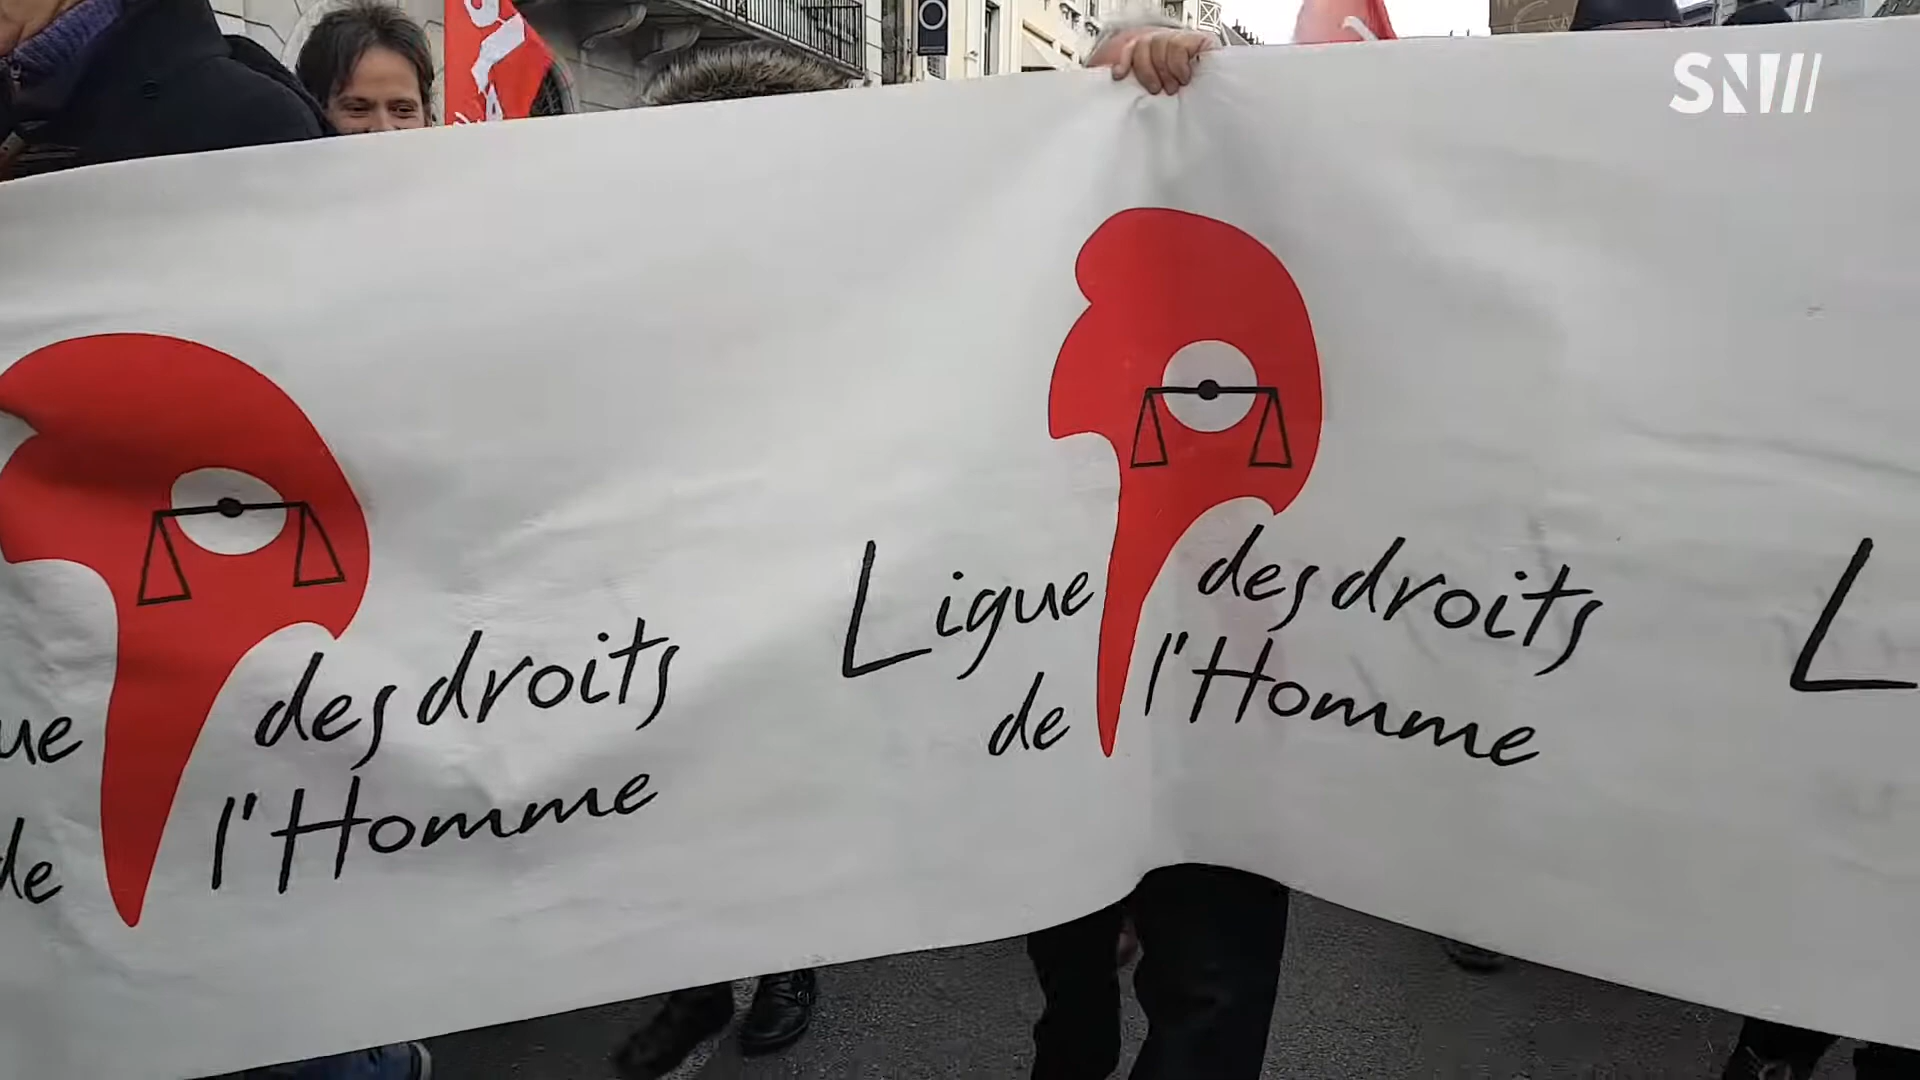 SN
ue des droits
de l'Homme
Ligue des droits
de l'Homme
L